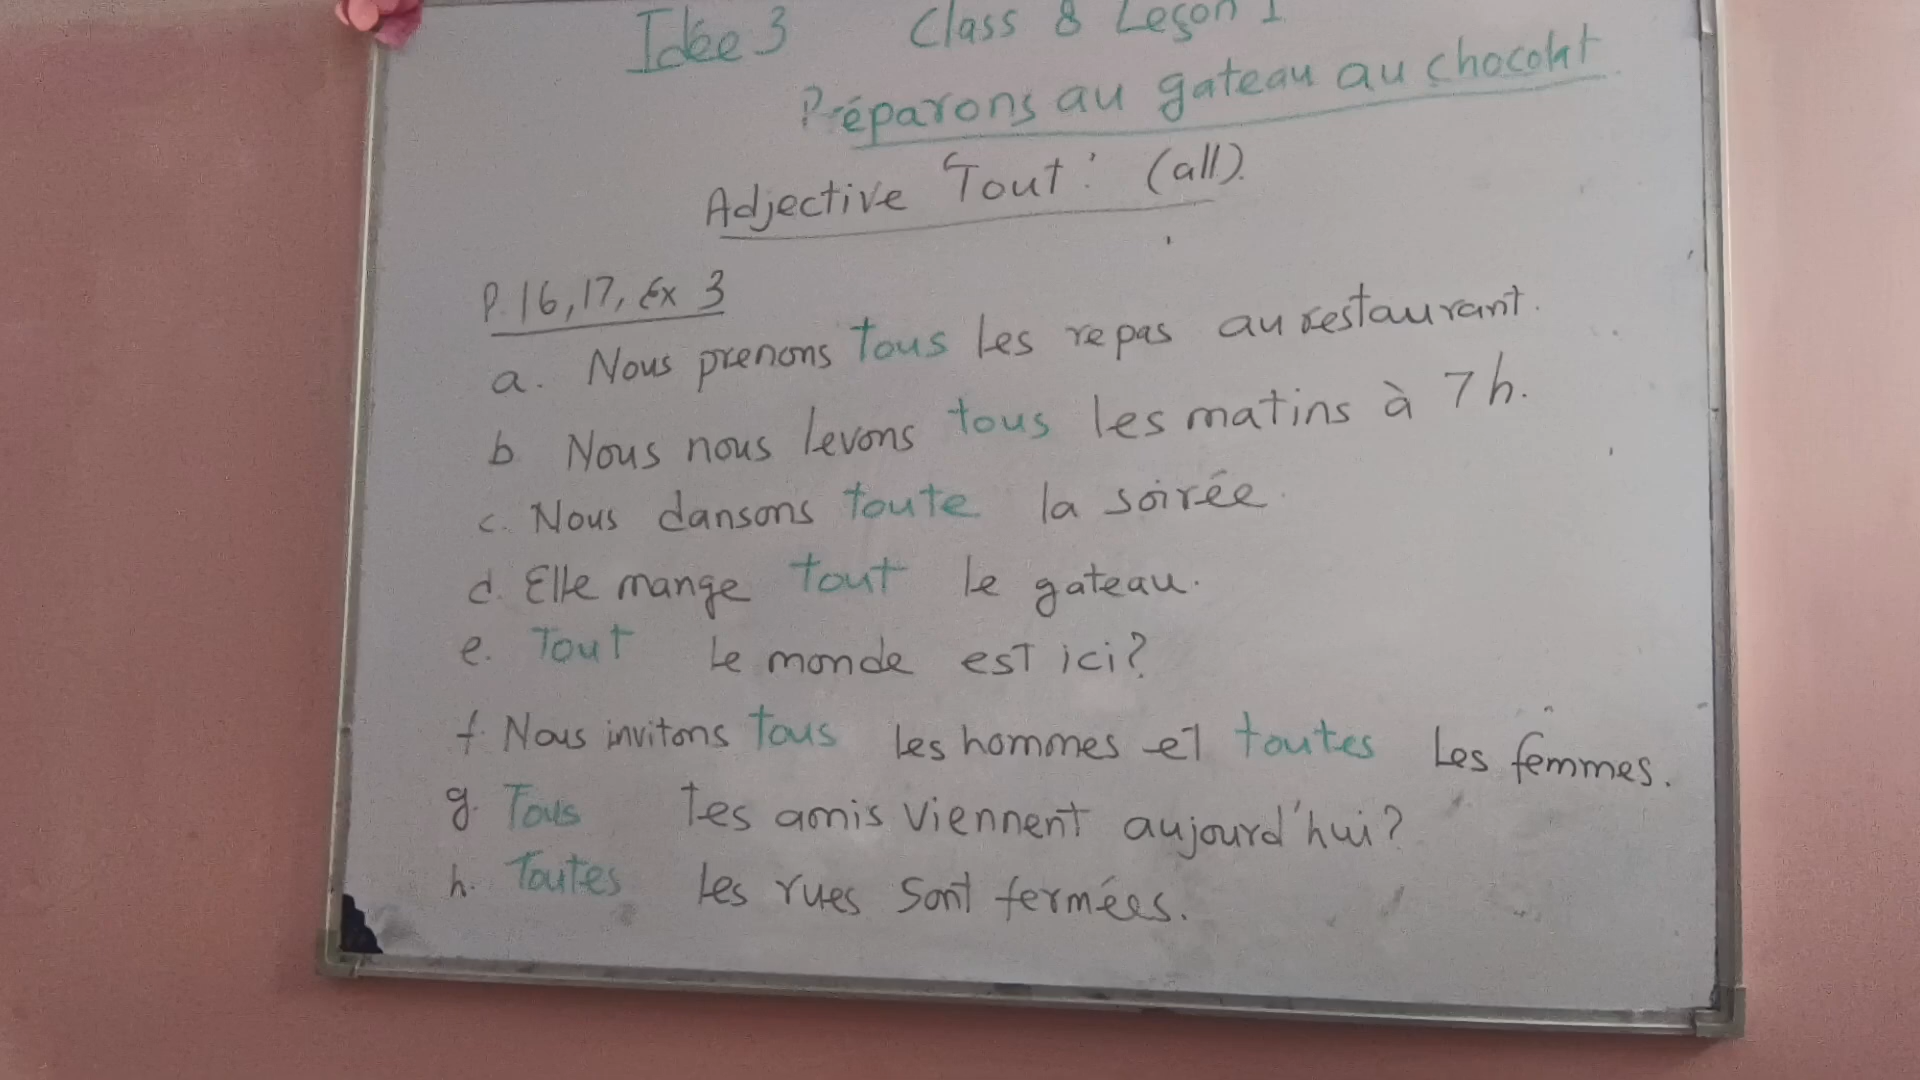 Idée 3 Class 8 Leçon 1
Préparons au gateau au chocolat
Adjective 'Tout' (all).
P. 16, 17, Ex 3
a. Nous prenons tous les repas au restaurant.
b. Nous nous levons tous les matins à 7 h.
c. Nous dansons toute la soirée.
d. Elle mange tout le gateau.
e. Tout le monde est ici?
f. Nous invitons tous les hommes et toutes les femmes.
g. Tous tes amis viennent aujourd'hui?
h. Toutes les rues sont fermées.